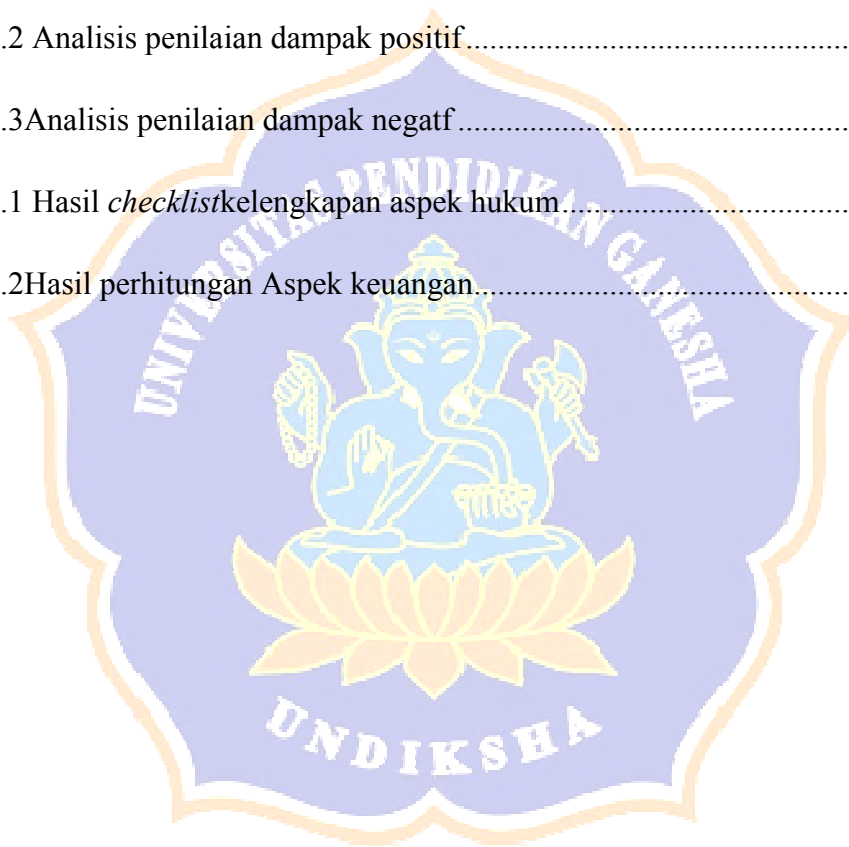 .2 Analisis penilaian dampak positif................................................
.3Analisis penilaian dampak negatf.................................................
.1 Hasil checklistkelengkapan aspek hukum....................................
.2Hasil perhitungan Aspek keuangan...............................................
UNIVERSITAS PENDIDIKAN GANESHA
UNDIKSHA